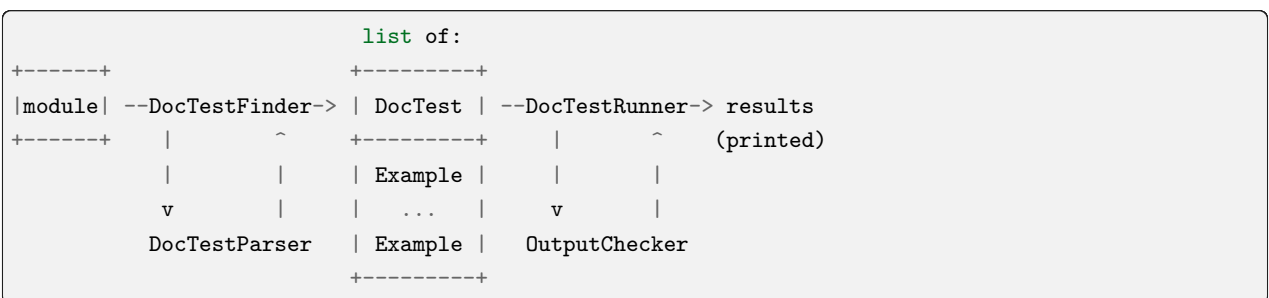 list of:
+------+                   +---------+
|module| --DocTestFinder-> | DocTest | --DocTestRunner-> results
+------+    |        ^     +---------+     |       ^    (printed)
            |        |     | Example |     |       |
            v        |     |   ...   |     v       |
           DocTestParser   | Example |   OutputChecker
                           +---------+